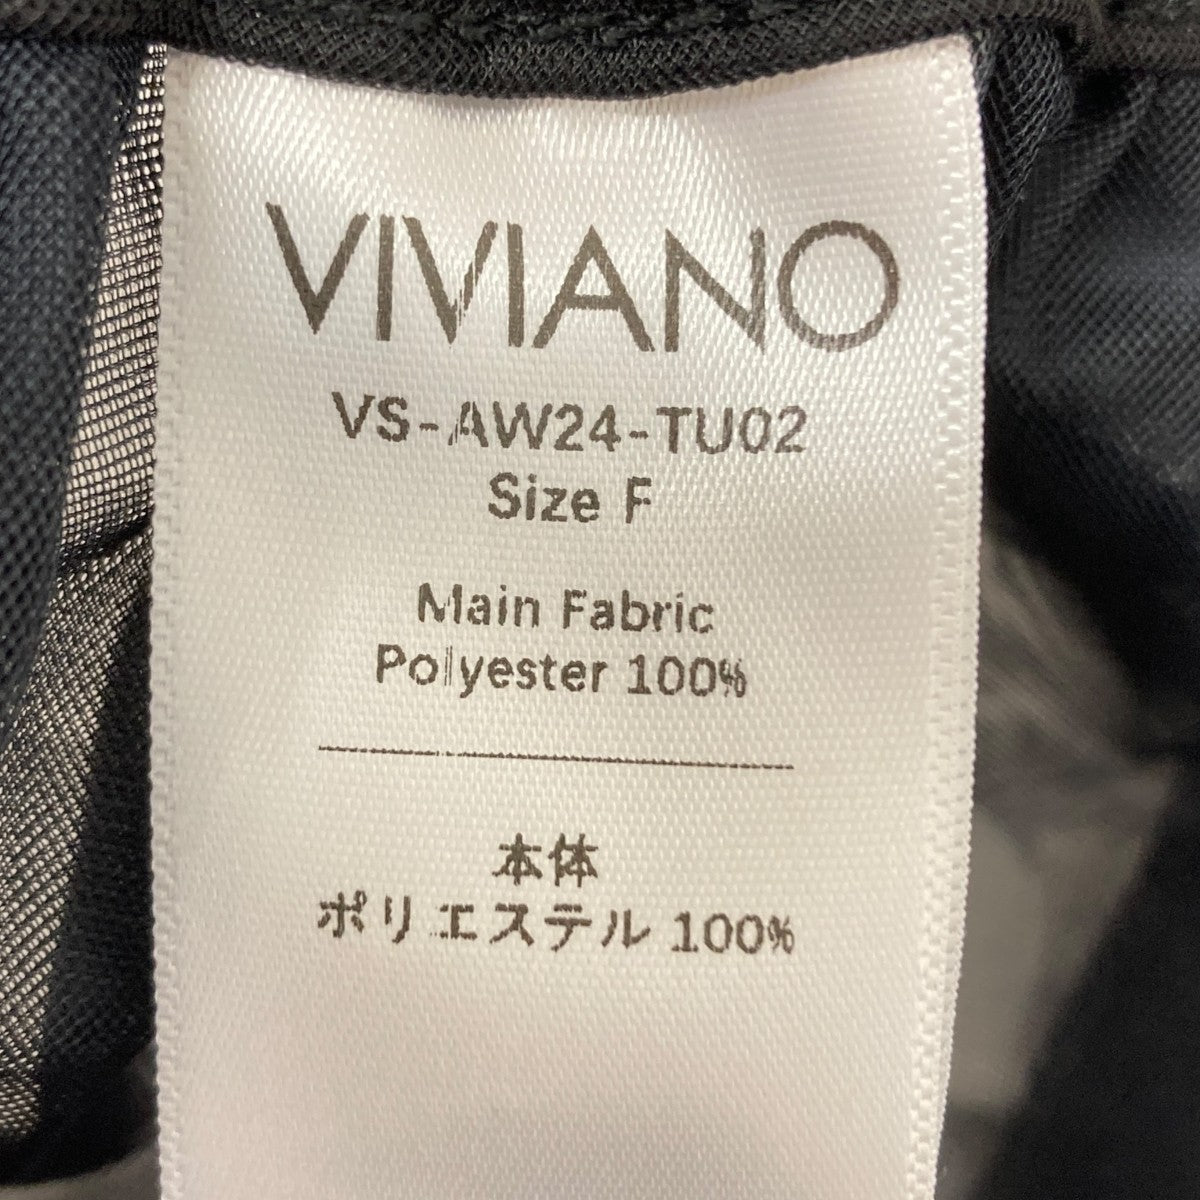 VIVIANO
VS-AW24-TU02
Size F
Main Fabric
Polyester 100%
本体
ポリエステル 100%